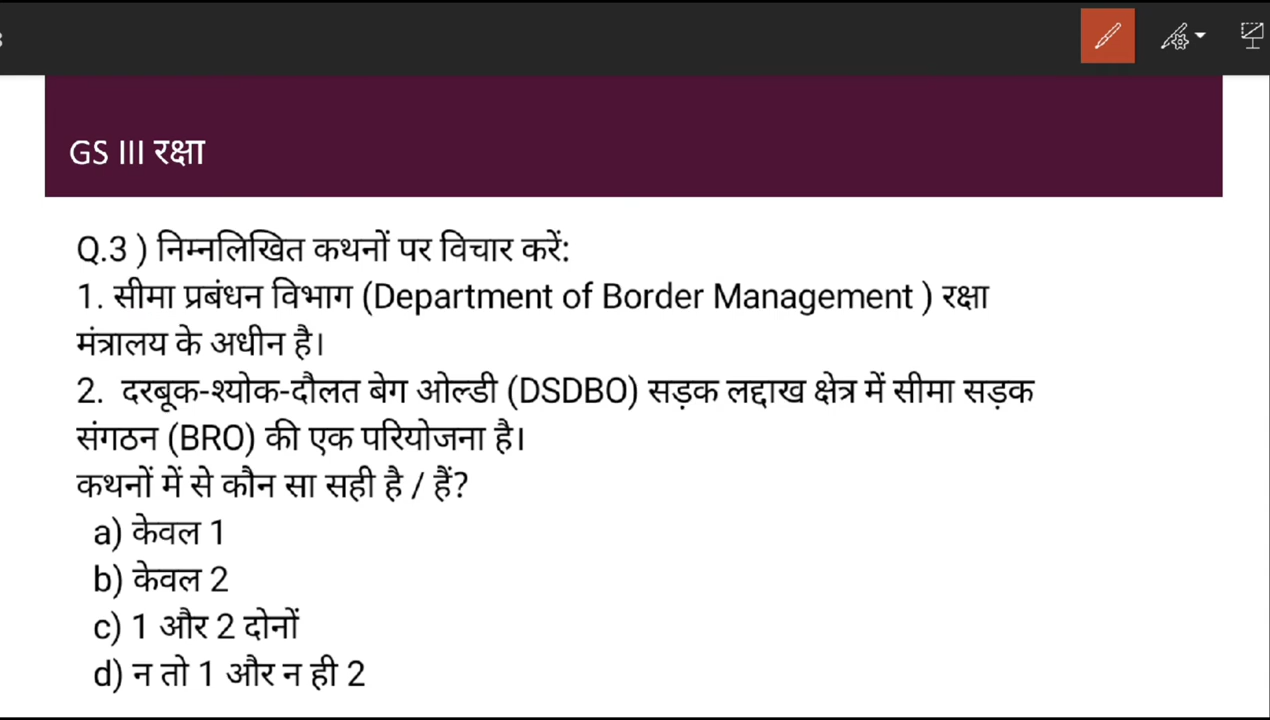 GS III रक्षा
Q.3 ) निम्नलिखित कथनों पर विचार करें:
1. सीमा प्रबंधन विभाग (Department of Border Management ) रक्षा
मंत्रालय के अधीन है।
2. दरबूक-श्योक-दौलत बेग ओल्डी (DSDBO) सड़क लद्दाख क्षेत्र में सीमा सड़क
संगठन (BRO) की एक परियोजना है।
कथनों में से कौन सा सही है / हैं?
a) केवल 1
b) केवल 2
c) 1 और 2 दोनों
d) न तो 1 और न ही 2